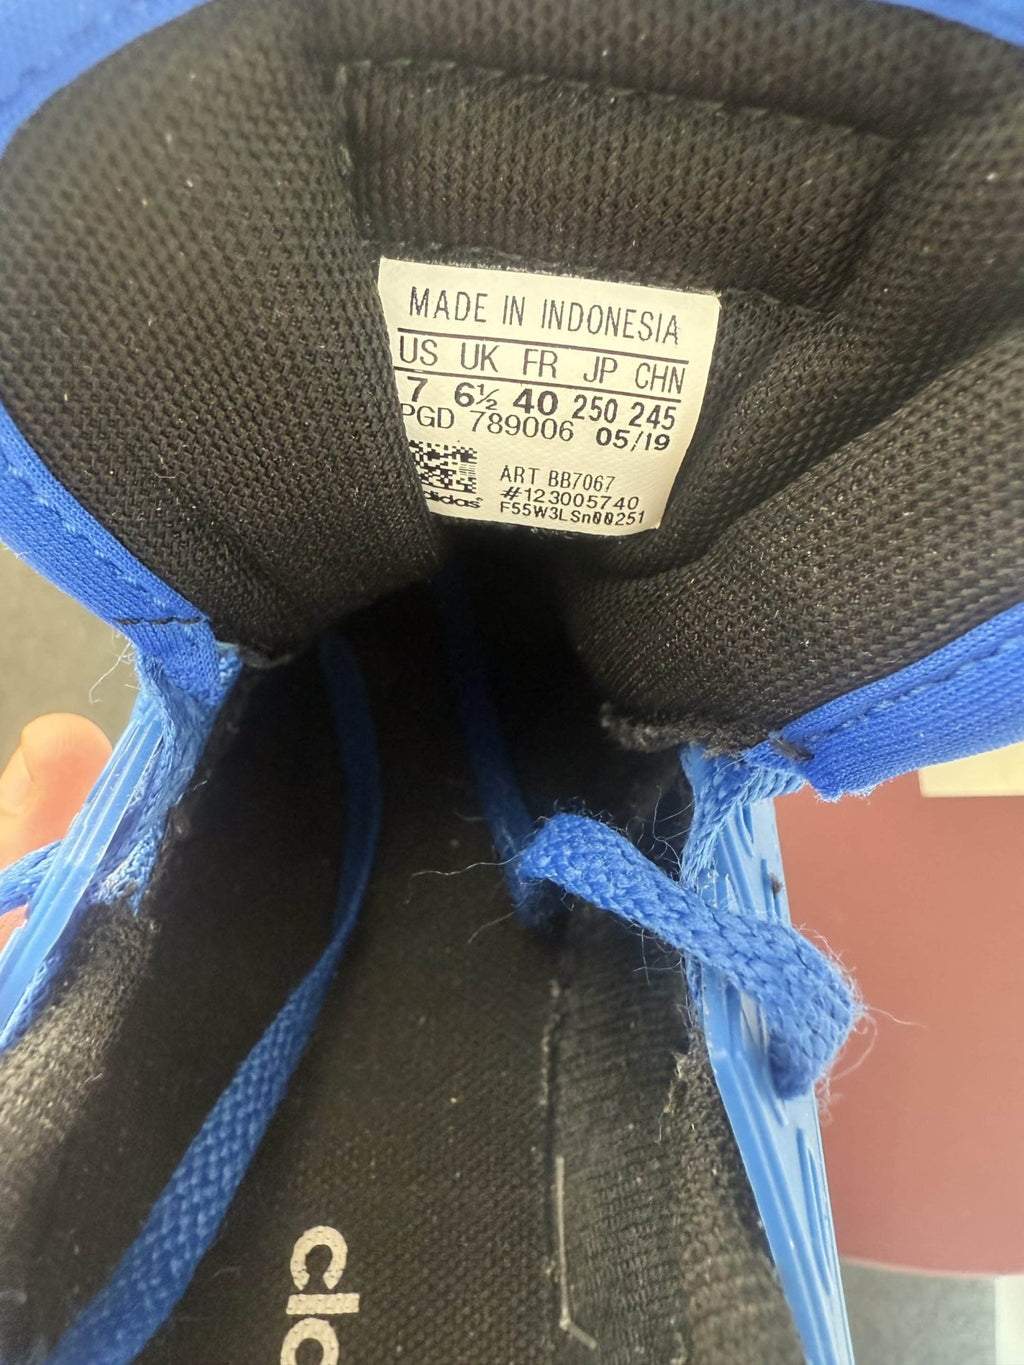 MADE IN INDONESIA
US UK FR JP CHN
7 6½ 40 250 245
PGD 789006 05/19
ART BB7067
#123005740
adidas F55W3LSn00251